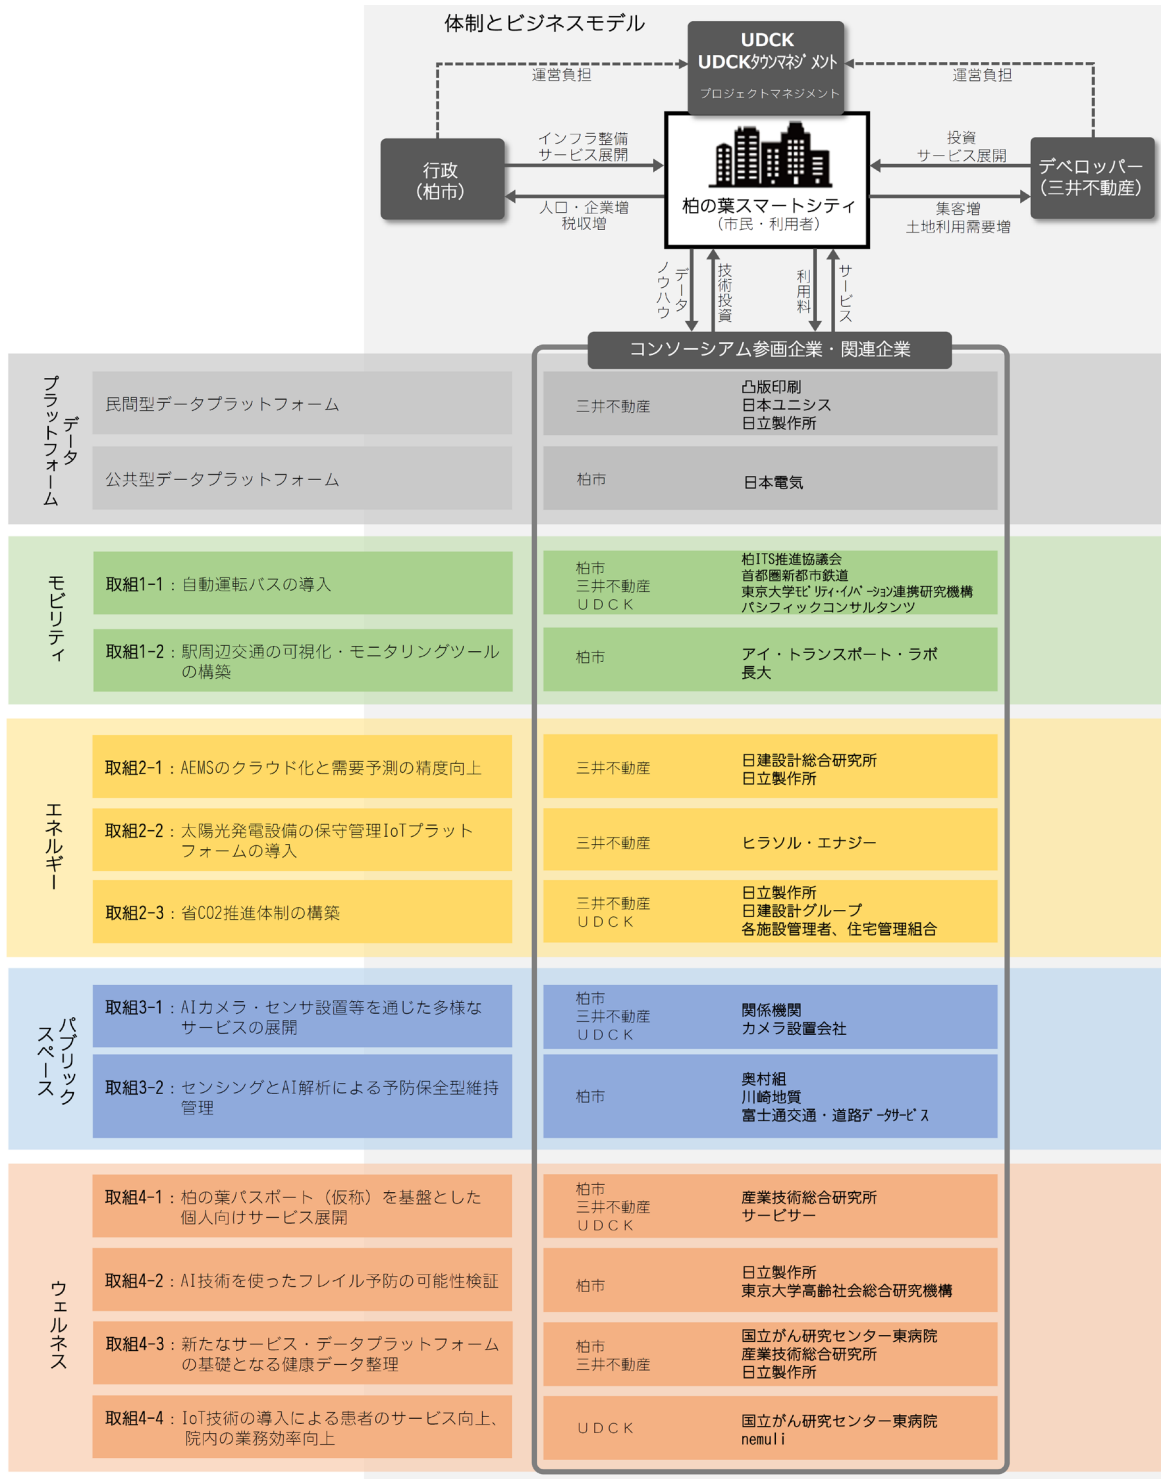 体制とビジネスモデル
UDCK
UDCKタウンマネジメント
プロジェクトマネジメント
運営負担
運営負担
インフラ整備
サービス展開
投資
サービス展開
行政
(柏市)
デベロッパー
(三井不動産)
柏の葉スマートシティ
(市民・利用者)
人口・企業増
税収増
集客増
土地利用需要増
データ
ノウハウ
技術投資
利用料
サービス
コンソーシアム参画企業・関連企業
データ
プラットフォーム
民間型データプラットフォーム
三井不動産
凸版印刷
日本ユニシス
日立製作所
公共型データプラットフォーム
柏市
日本電気
モビリティ
取組1-1：自動運転バスの導入
柏市
三井不動産
UDCK
柏ITS推進協議会
首都圏新都市鉄道
東京大学モビリティ・イノベーション連携研究機構
パシフィックコンサルタンツ
取組1-2：駅周辺交通の可視化・モニタリングツール
の構築
柏市
アイ・トランスポート・ラボ
長大
エネルギー
取組2-1：AEMSのクラウド化と需要予測の精度向上
三井不動産
日建設計総合研究所
日立製作所
取組2-2：太陽光発電設備の保守管理IoTプラット
フォームの導入
三井不動産
ヒラソル・エナジー
取組2-3：省CO2推進体制の構築
三井不動産
UDCK
日立製作所
日建設計グループ
各施設管理者、住宅管理組合
パブリック
スペース
取組3-1：AIカメラ・センサ設置等を通じた多様な
サービスの展開
柏市
三井不動産
UDCK
関係機関
カメラ設置会社
取組3-2：センシングとAI解析による予防保全型維持
管理
柏市
奥村組
川崎地質
富士通交通・道路データサービス
ウェルネス
取組4-1：柏の葉パスポート（仮称）を基盤とした
個人向けサービス展開
柏市
三井不動産
UDCK
産業技術総合研究所
サービサー
取組4-2：AI技術を使ったフレイル予防の可能性検証
柏市
日立製作所
東京大学高齢社会総合研究機構
取組4-3：新たなサービス・データプラットフォーム
の基礎となる健康データ整理
柏市
三井不動産
国立がん研究センター東病院
産業技術総合研究所
日立製作所
取組4-4：IoT技術の導入による患者のサービス向上、
院内の業務効率向上
UDCK
国立がん研究センター東病院
nemuli